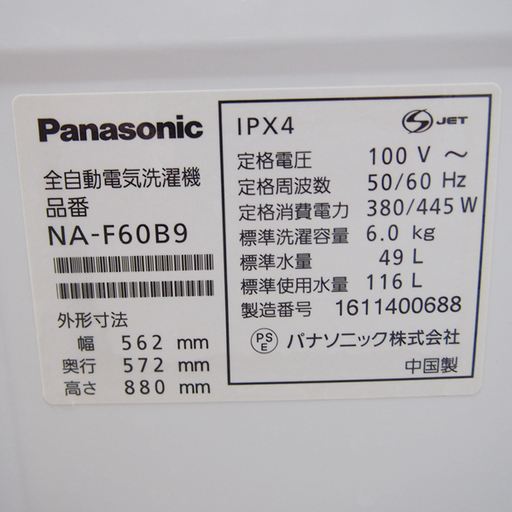 Panasonic
全自動電気洗濯機
品番
NA-F60B9
外形寸法
幅 562 mm
奥行 572 mm
高さ 880 mm
IPX4 S JET
定格電圧 100 V ～
定格周波数 50/60 Hz
定格消費電力 380/445 W
標準洗濯容量 6.0 kg
標準水量 49 L
標準使用水量 116 L
製造番号 1611400688
PS E パナソニック株式会社
中国製